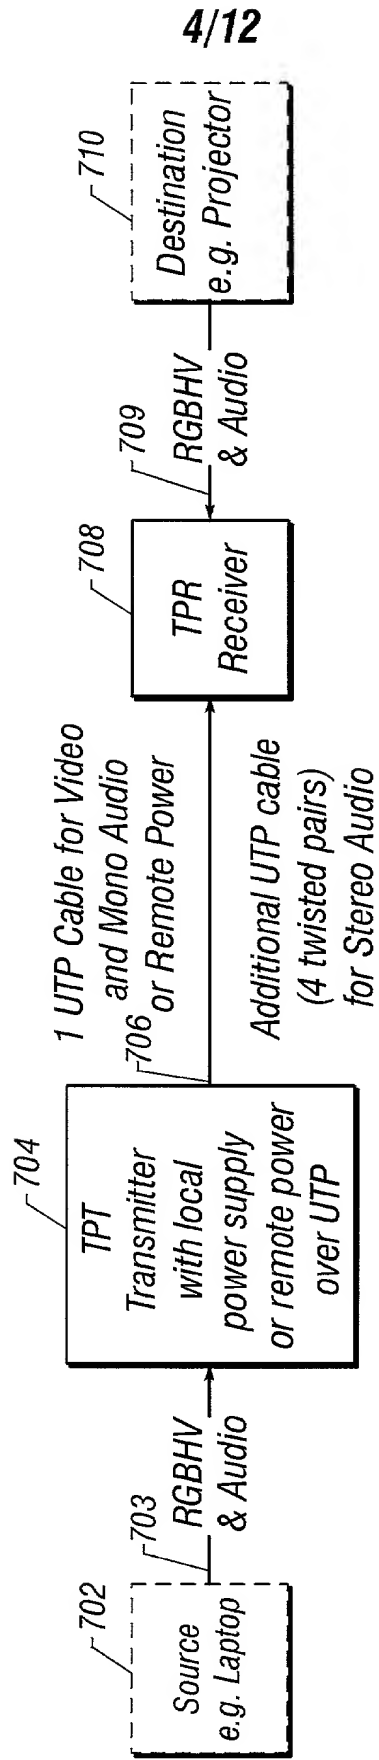 4/12
702
Source
e.g. Laptop
703
RGBHV
& Audio
704
TPT
Transmitter
with local
power supply
or remote power
over UTP
706
1 UTP Cable for Video
and Mono Audio
or Remote Power
Additional UTP cable
(4 twisted pairs)
for Stereo Audio
708
TPR
Receiver
709
RGBHV
& Audio
710
Destination
e.g. Projector